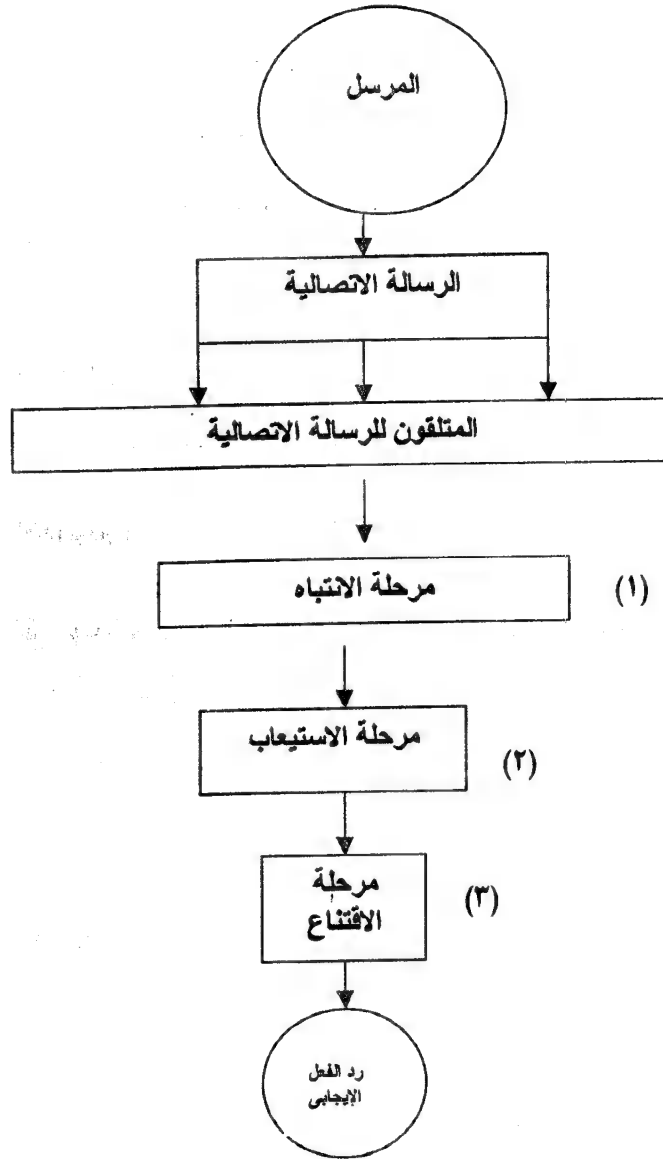 المرسل
الرسالة الاتصالية
المتلقون للرسالة الاتصالية
مرحلة الانتباه
(١)
مرحلة الاستيعاب
(٢)
مرحلة
الاقتناع
(٣)
رد الفعل
الإيجابى